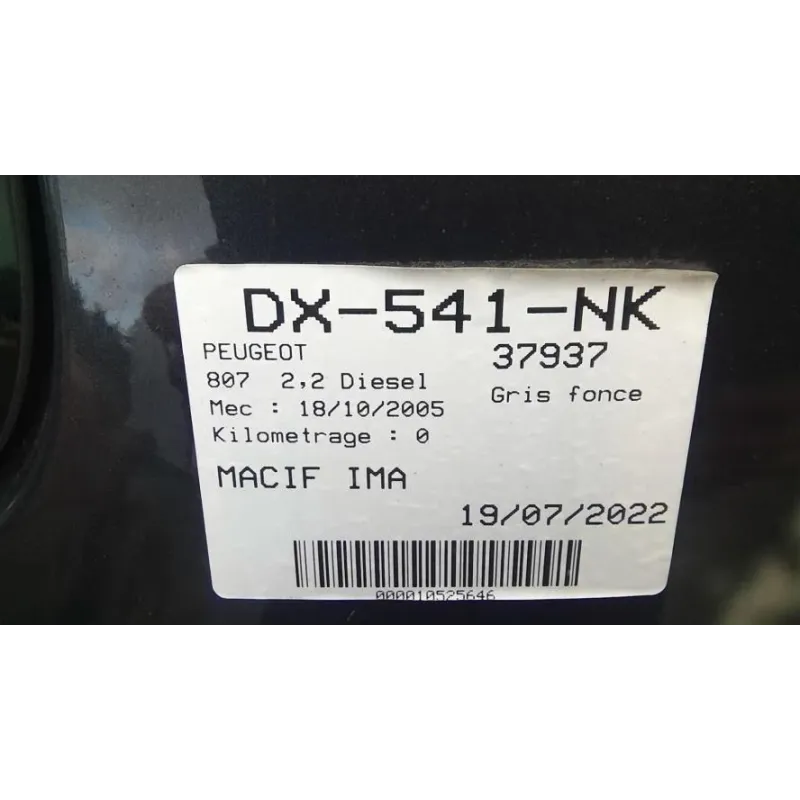 DX-541-NK
PEUGEOT 37937
807 2,2 Diesel Gris fonce
Mec : 18/10/2005
Kilometrage : 0
MACIF IMA
19/07/2022
000010525646